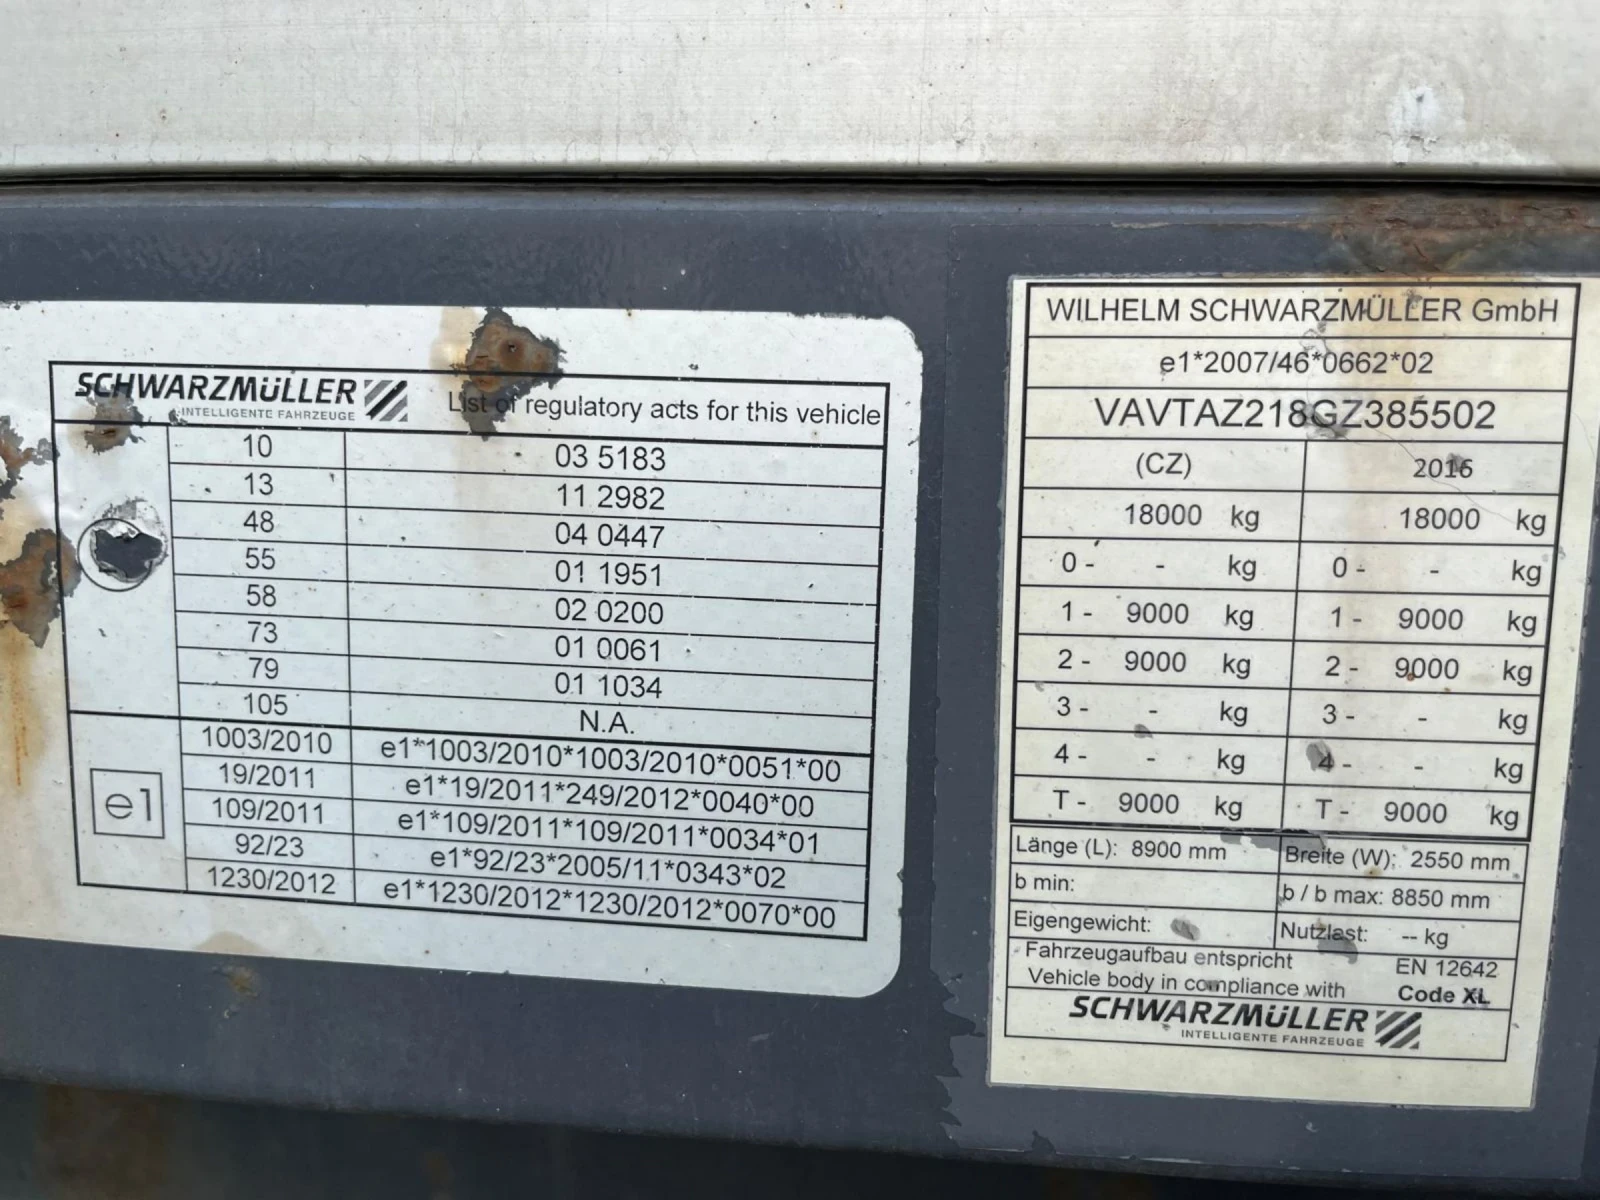 SCHWARZMÜLLER
INTELLIGENTE FAHRZEUGE
List of regulatory acts for this vehicle
10 03 5183
13 11 2982
48 04 0447
55 01 1951
58 02 0200
73 01 0061
79 01 1034
105 N.A.
e1
1003/2010 e1*1003/2010*1003/2010*0051*00
19/2011 e1*19/2011*249/2012*0040*00
109/2011 e1*109/2011*109/2011*0034*01
92/23 e1*92/23*2005/11*0343*02
1230/2012 e1*1230/2012*1230/2012*0070*00
WILHELM SCHWARZMÜLLER GmbH
e1*2007/46*0662*02
VAVTAZ218GZ385502
(CZ) 2016
18000 kg 18000 kg
0 - - kg 0 - - kg
1 - 9000 kg 1 - 9000 kg
2 - 9000 kg 2 - 9000 kg
3 - - kg 3 - - kg
4 - - kg 4 - - kg
T - 9000 kg T - 9000 kg
Länge (L): 8900 mm Breite (W): 2550 mm
b min: b / b max: 8850 mm
Eigengewicht: Nutzlast: -- kg
Fahrzeugaufbau entspricht EN 12642
Vehicle body in compliance with Code XL
SCHWARZMÜLLER
INTELLIGENTE FAHRZEUGE